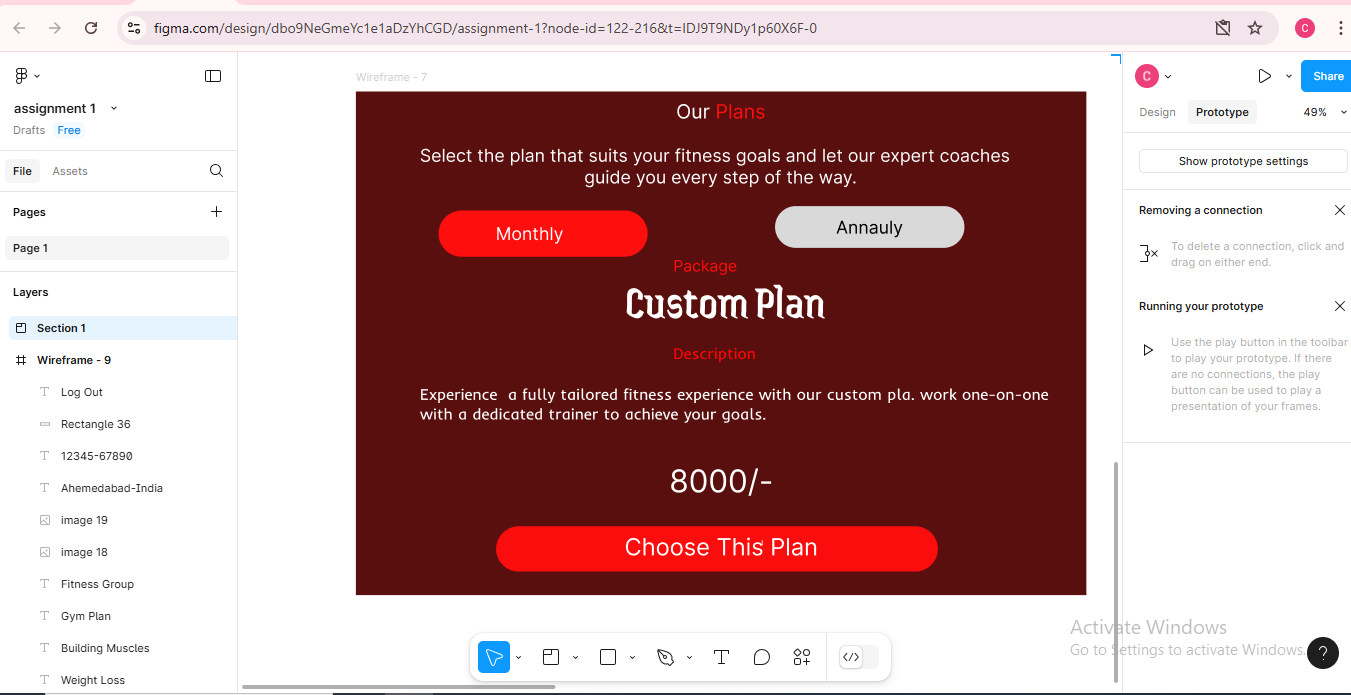 figma.com/design/dbo9NeGmeYc1e1aDzYhCGD/assignment-1?node-id=122-216&t=IDJ9T9NDy1p60X6F-0
C
assignment 1
Drafts Free
File Assets
Pages
Page 1
Layers
Section 1
Wireframe - 9
Log Out
Rectangle 36
12345-67890
Ahemedabad-India
image 19
image 18
Fitness Group
Gym Plan
Building Muscles
Weight Loss
Wireframe - 7
Our Plans
Select the plan that suits your fitness goals and let our expert coaches
guide you every step of the way.
Monthly
Annauly
Package
Custom Plan
Description
Experience a fully tailored fitness experience with our custom pla. work one-on-one
with a dedicated trainer to achieve your goals.
8000/-
Choose This Plan
C
Share
Design Prototype 49%
Show prototype settings
Removing a connection
To delete a connection, click and
drag on either end.
Running your prototype
Use the play button in the toolbar
to play your prototype. If there
are no connections, the play
button can be used to play a
presentation of your frames.
Activate Windows
Go to Settings to activate Windows.
?